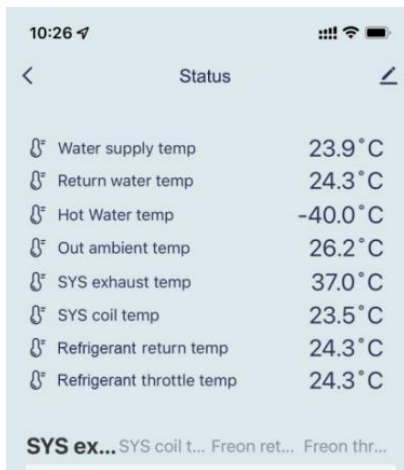 10:26
Status
Water supply temp 23.9°C
Return water temp 24.3°C
Hot Water temp -40.0°C
Out ambient temp 26.2°C
SYS exhaust temp 37.0°C
SYS coil temp 23.5°C
Refrigerant return temp 24.3°C
Refrigerant throttle temp 24.3°C
SYS ex... SYS coil t... Freon ret... Freon thr...